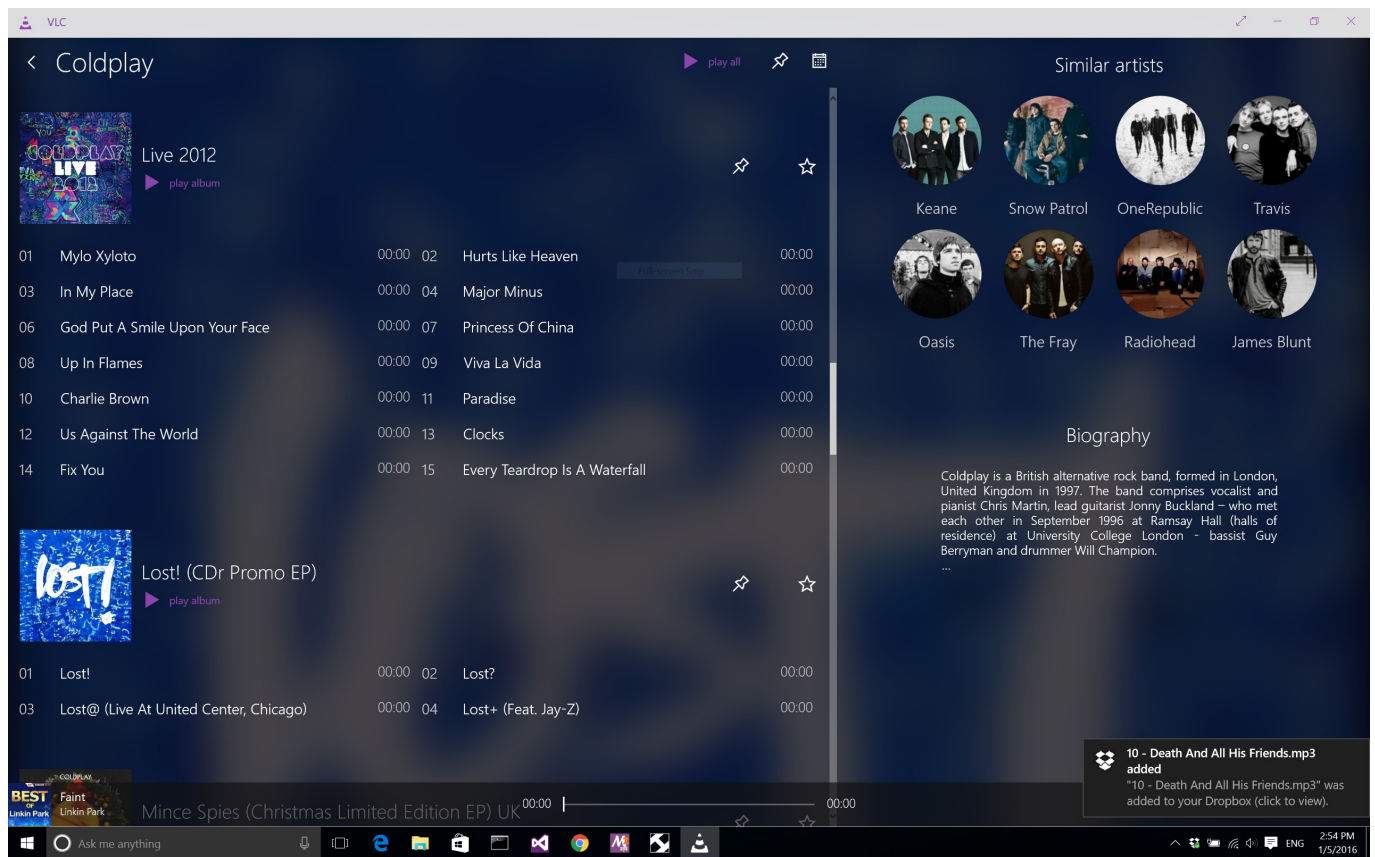 VLC
Coldplay
play all
COLDPLAY
LIVE
2012
Live 2012
play album
01 Mylo Xyloto 00:00 02 Hurts Like Heaven 00:00
Full-screen Snip
03 In My Place 00:00 04 Major Minus 00:00
06 God Put A Smile Upon Your Face 00:00 07 Princess Of China 00:00
08 Up In Flames 00:00 09 Viva La Vida 00:00
10 Charlie Brown 00:00 11 Paradise 00:00
12 Us Against The World 00:00 13 Clocks 00:00
14 Fix You 00:00 15 Every Teardrop Is A Waterfall 00:00
LOST!
Lost! (CDr Promo EP)
play album
01 Lost! 00:00 02 Lost? 00:00
03 Lost@ (Live At United Center, Chicago) 00:00 04 Lost+ (Feat. Jay-Z) 00:00
COLDPLAY
Mince Spies (Christmas Limited Edition EP) UK
BEST
OF
Linkin Park
Faint
Linkin Park
00:00 00:00
Similar artists
Keane Snow Patrol OneRepublic Travis
Oasis The Fray Radiohead James Blunt
Biography
Coldplay is a British alternative rock band, formed in London,
United Kingdom in 1997. The band comprises vocalist and
pianist Chris Martin, lead guitarist Jonny Buckland – who met
each other in September 1996 at Ramsay Hall (halls of
residence) at University College London - bassist Guy
Berryman and drummer Will Champion.
...
10 - Death And All His Friends.mp3
added
"10 - Death And All His Friends.mp3" was
added to your Dropbox (click to view).
Ask me anything
ENG
2:54 PM
1/5/2016